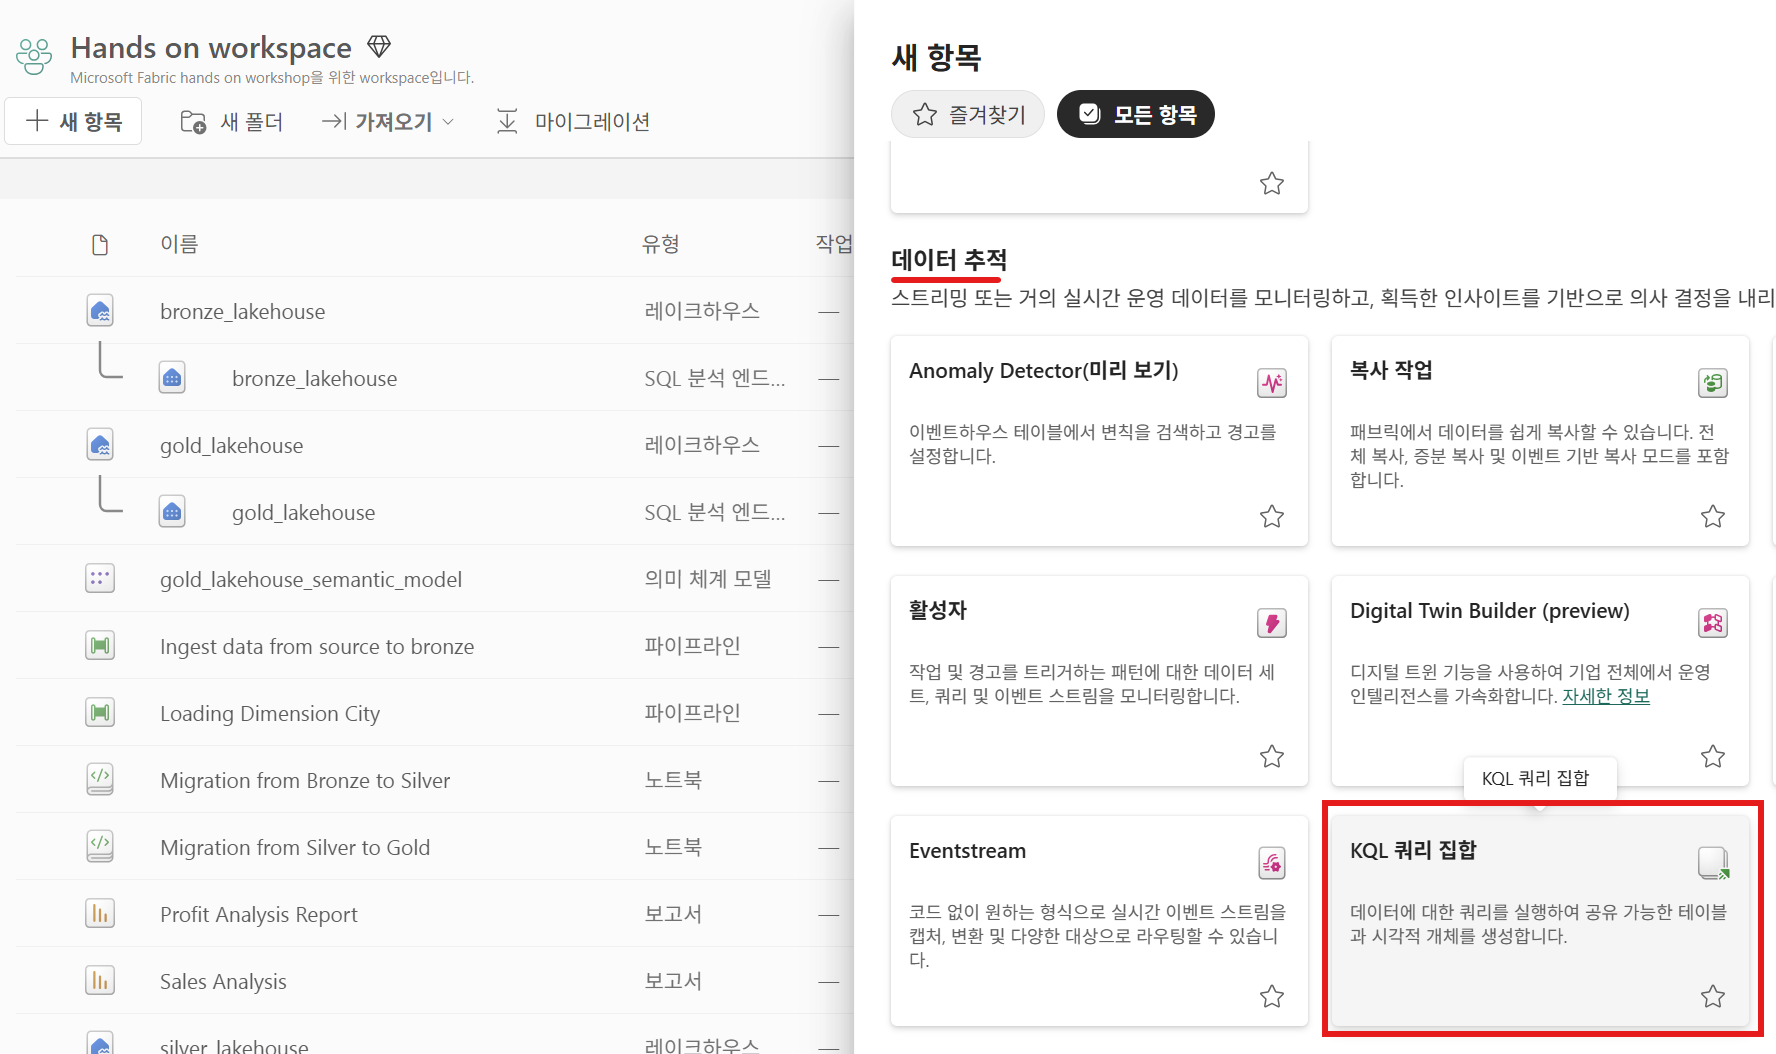 Hands on workspace
Microsoft Fabric hands on workshop을 위한 workspace입니다.
새 항목
새 폴더
가져오기
마이그레이션
이름
유형
작업
bronze_lakehouse
레이크하우스
—
bronze_lakehouse
SQL 분석 엔드...
—
gold_lakehouse
레이크하우스
—
gold_lakehouse
SQL 분석 엔드...
—
gold_lakehouse_semantic_model
의미 체계 모델
—
Ingest data from source to bronze
파이프라인
—
Loading Dimension City
파이프라인
—
Migration from Bronze to Silver
노트북
—
Migration from Silver to Gold
노트북
—
Profit Analysis Report
보고서
—
Sales Analysis
보고서
—
silver_lakehouse
레이크하우스
—
새 항목
즐겨찾기
모든 항목
데이터 추적
스트리밍 또는 거의 실시간 운영 데이터를 모니터링하고, 획득한 인사이트를 기반으로 의사 결정을 내리
Anomaly Detector(미리 보기)
이벤트하우스 테이블에서 변칙을 검색하고 경고를
설정합니다.
복사 작업
패브릭에서 데이터를 쉽게 복사할 수 있습니다. 전
체 복사, 증분 복사 및 이벤트 기반 복사 모드를 포함
합니다.
활성자
작업 및 경고를 트리거하는 패턴에 대한 데이터 세
트, 쿼리 및 이벤트 스트림을 모니터링합니다.
Digital Twin Builder (preview)
디지털 트윈 기능을 사용하여 기업 전체에서 운영
인텔리전스를 가속화합니다. 자세한 정보
KQL 쿼리 집합
Eventstream
코드 없이 원하는 형식으로 실시간 이벤트 스트림을
캡처, 변환 및 다양한 대상으로 라우팅할 수 있습니
다.
KQL 쿼리 집합
데이터에 대한 쿼리를 실행하여 공유 가능한 테이블
과 시각적 개체를 생성합니다.